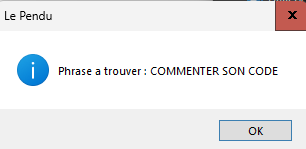 Le Pendu
Phrase a trouver : COMMENTER SON CODE
OK